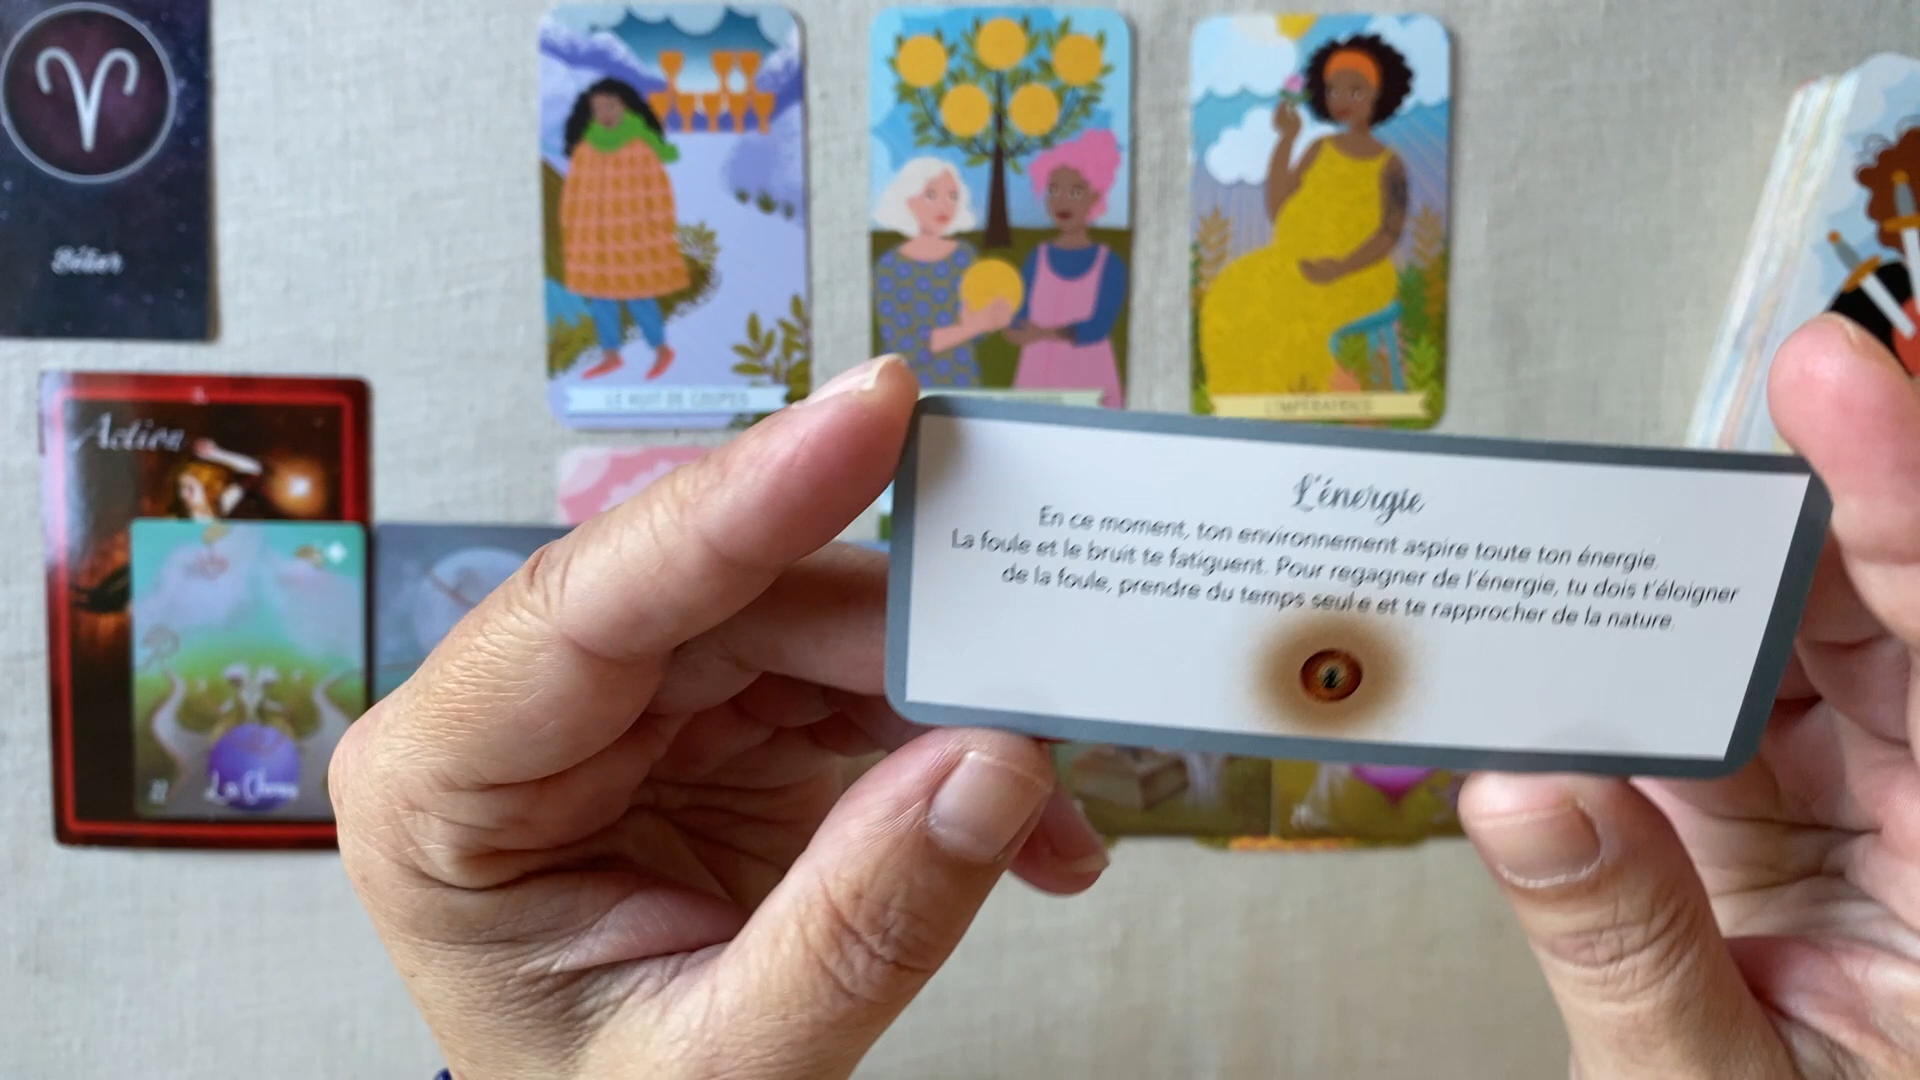 Bélier
Action
LE HUIT DE COUPES
L'IMPÉRATRICE
L'énergie
En ce moment, ton environnement aspire toute ton énergie.
La foule et le bruit te fatiguent. Pour regagner de l'énergie, tu dois t'éloigner
de la foule, prendre du temps seul·e et te rapprocher de la nature.
22